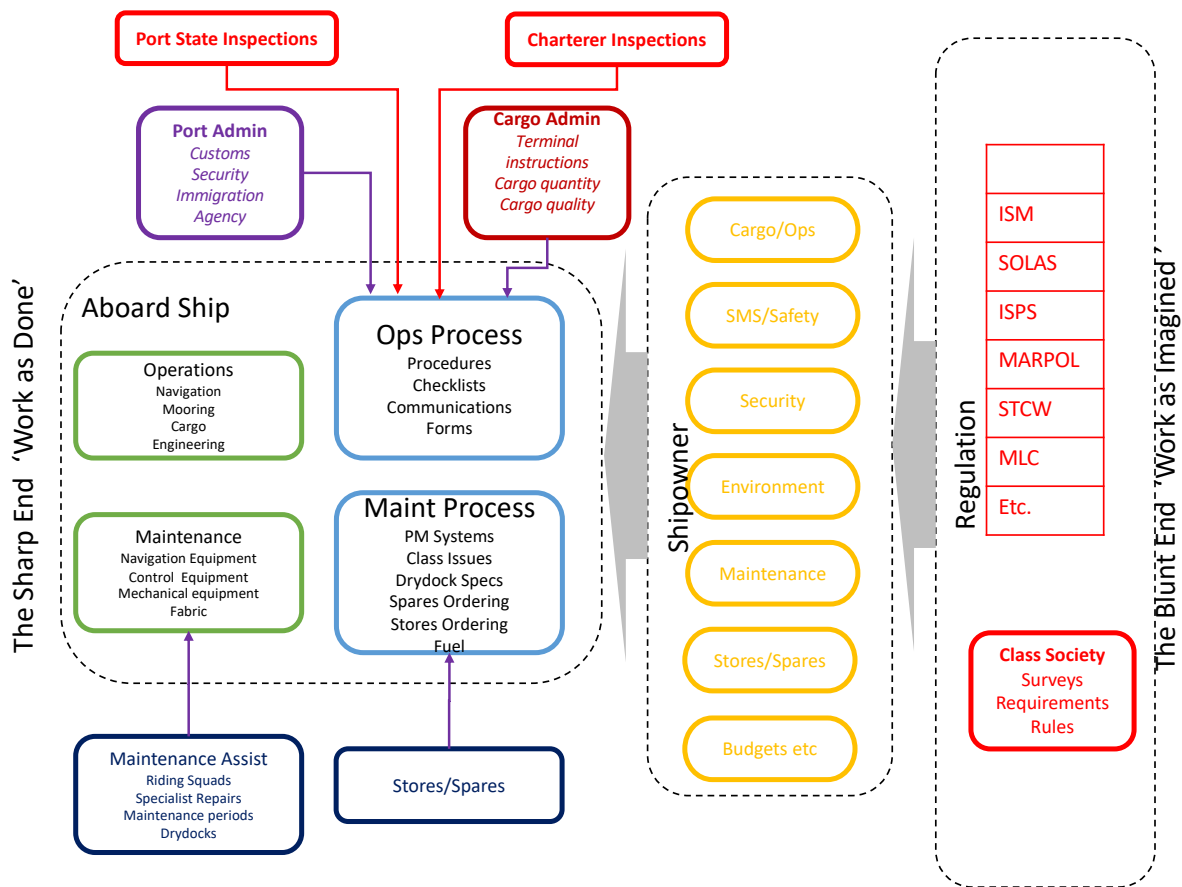 Port State Inspections
Charterer Inspections
Port Admin
Customs
Security
Immigration
Agency
Cargo Admin
Terminal
instructions
Cargo quantity
Cargo quality
The Sharp End  ‘Work as Done’
Aboard Ship
Operations
Navigation
Mooring
Cargo
Engineering
Ops Process
Procedures
Checklists
Communications
Forms
Maintenance
Navigation Equipment
Control  Equipment
Mechanical equipment
Fabric
Maint Process
PM Systems
Class Issues
Drydock Specs
Spares Ordering
Stores Ordering
Fuel
Maintenance Assist
Riding Squads
Specialist Repairs
Maintenance periods
Drydocks
Stores/Spares
Shipowner
Cargo/Ops
SMS/Safety
Security
Environment
Maintenance
Stores/Spares
Budgets etc
Regulation
ISM
SOLAS
ISPS
MARPOL
STCW
MLC
Etc.
Class Society
Surveys
Requirements
Rules
The Blunt End  ‘Work as Imagined’